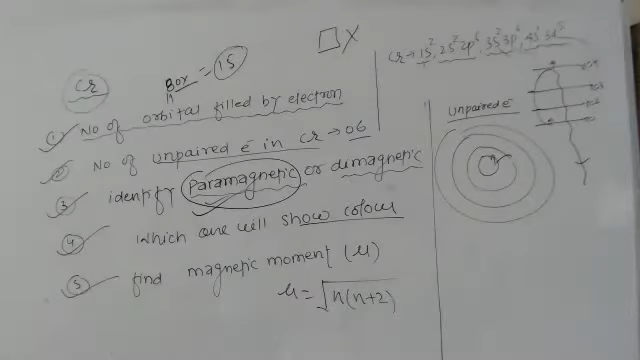 Cr
Box = 15
① No of orbital filled by electron
② No of unpaired e⁻ in Cr → 06
③ identify paramagnetic or dimagnetic
④ which one will show colour
⑤ find magnetic moment (μ)
μ = √n(n+2)
Cr → 1s², 2s² 2p⁶, 3s² 3p⁶, 4s¹ 3d⁵
unpaired e⁻